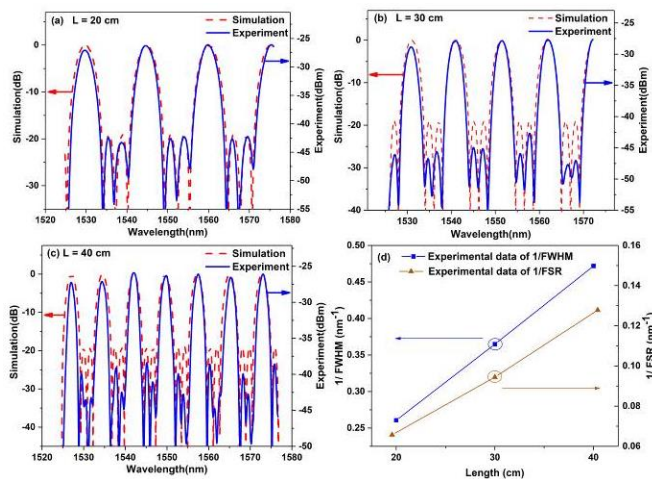 (a) L = 20 cm
Simulation
Experiment
Simulation(dB)
0
-10
-20
-30
Experiment(dBm)
-25
-30
-35
-40
-45
-50
-55
1520 1530 1540 1550 1560 1570 1580
Wavelength(nm)
(b) L = 30 cm
Simulation
Experiment
Simulation(dB)
0
-10
-20
-30
-40
Experiment(dBm)
-25
-30
-35
-40
-45
-50
-55
1530 1540 1550 1560 1570
Wavelength(nm)
(c) L = 40 cm
Simulation
Experiment
Simulation(dB)
0
-10
-20
-30
-40
Experiment(dBm)
-25
-30
-35
-40
-45
-50
1520 1530 1540 1550 1560 1570 1580
Wavelength(nm)
(d)
Experimental data of 1/FWHM
Experimental data of 1/FSR
1/ FWHM (nm⁻¹)
0.50
0.45
0.40
0.35
0.30
0.25
1/ FSR (nm⁻¹)
0.16
0.14
0.12
0.10
0.08
0.06
20 30 40
Length (cm)